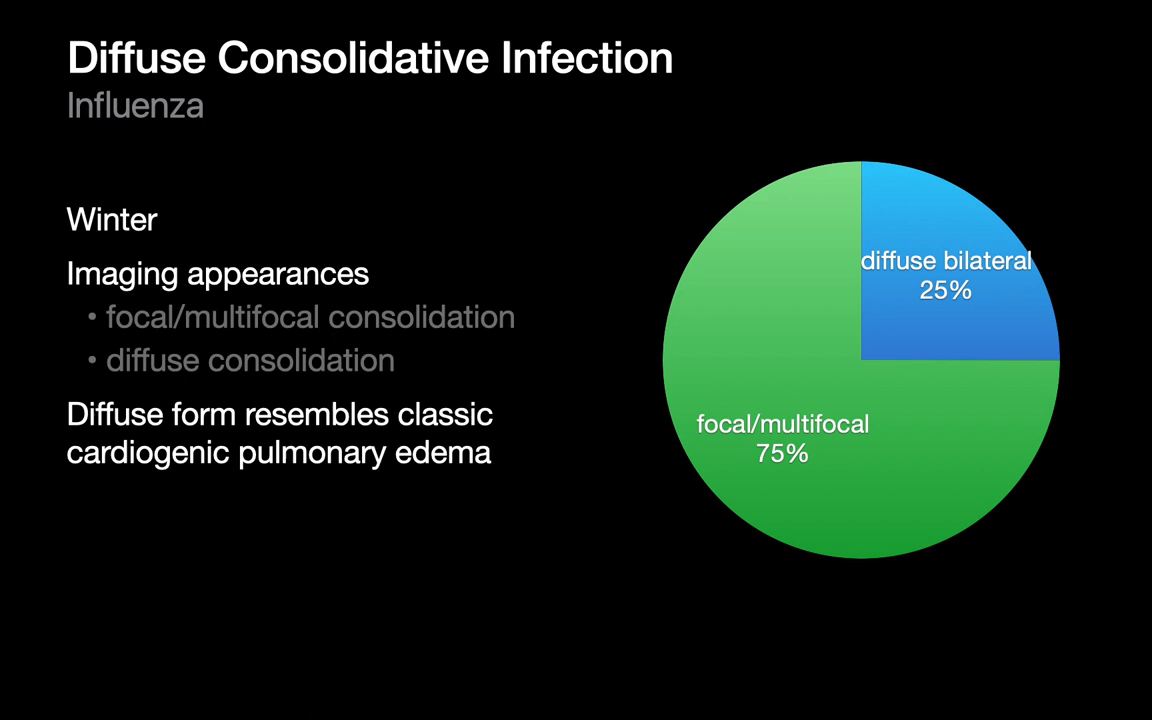 Diffuse Consolidative Infection
Influenza
Winter
Imaging appearances
• focal/multifocal consolidation
• diffuse consolidation
Diffuse form resembles classic
cardiogenic pulmonary edema
diffuse bilateral
25%
focal/multifocal
75%